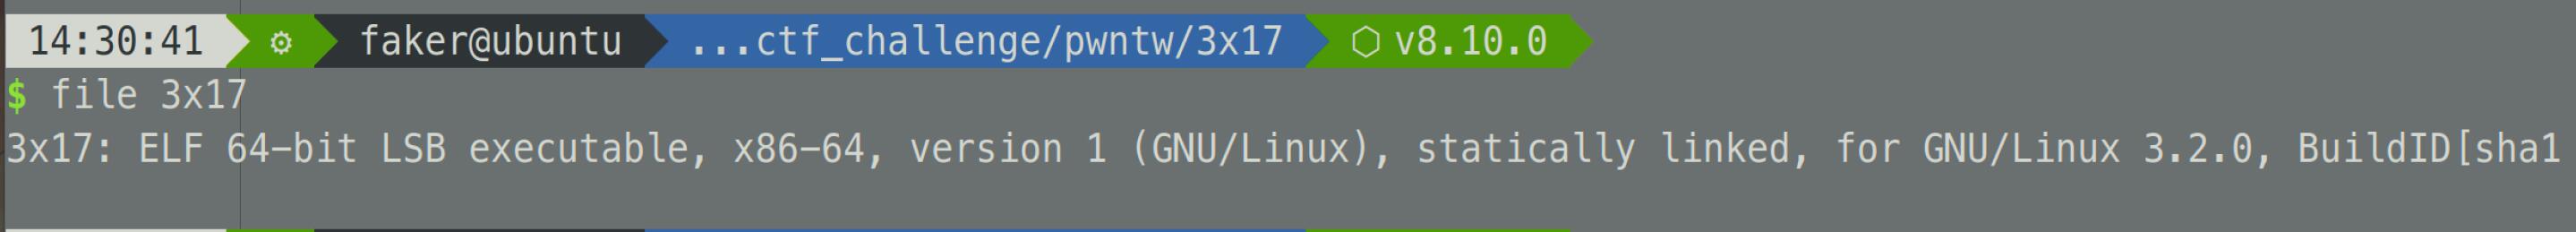 14:30:41 ⚙ faker@ubuntu ...ctf_challenge/pwntw/3x17 ⬡ v8.10.0
$ file 3x17
3x17: ELF 64-bit LSB executable, x86-64, version 1 (GNU/Linux), statically linked, for GNU/Linux 3.2.0, BuildID[sha1